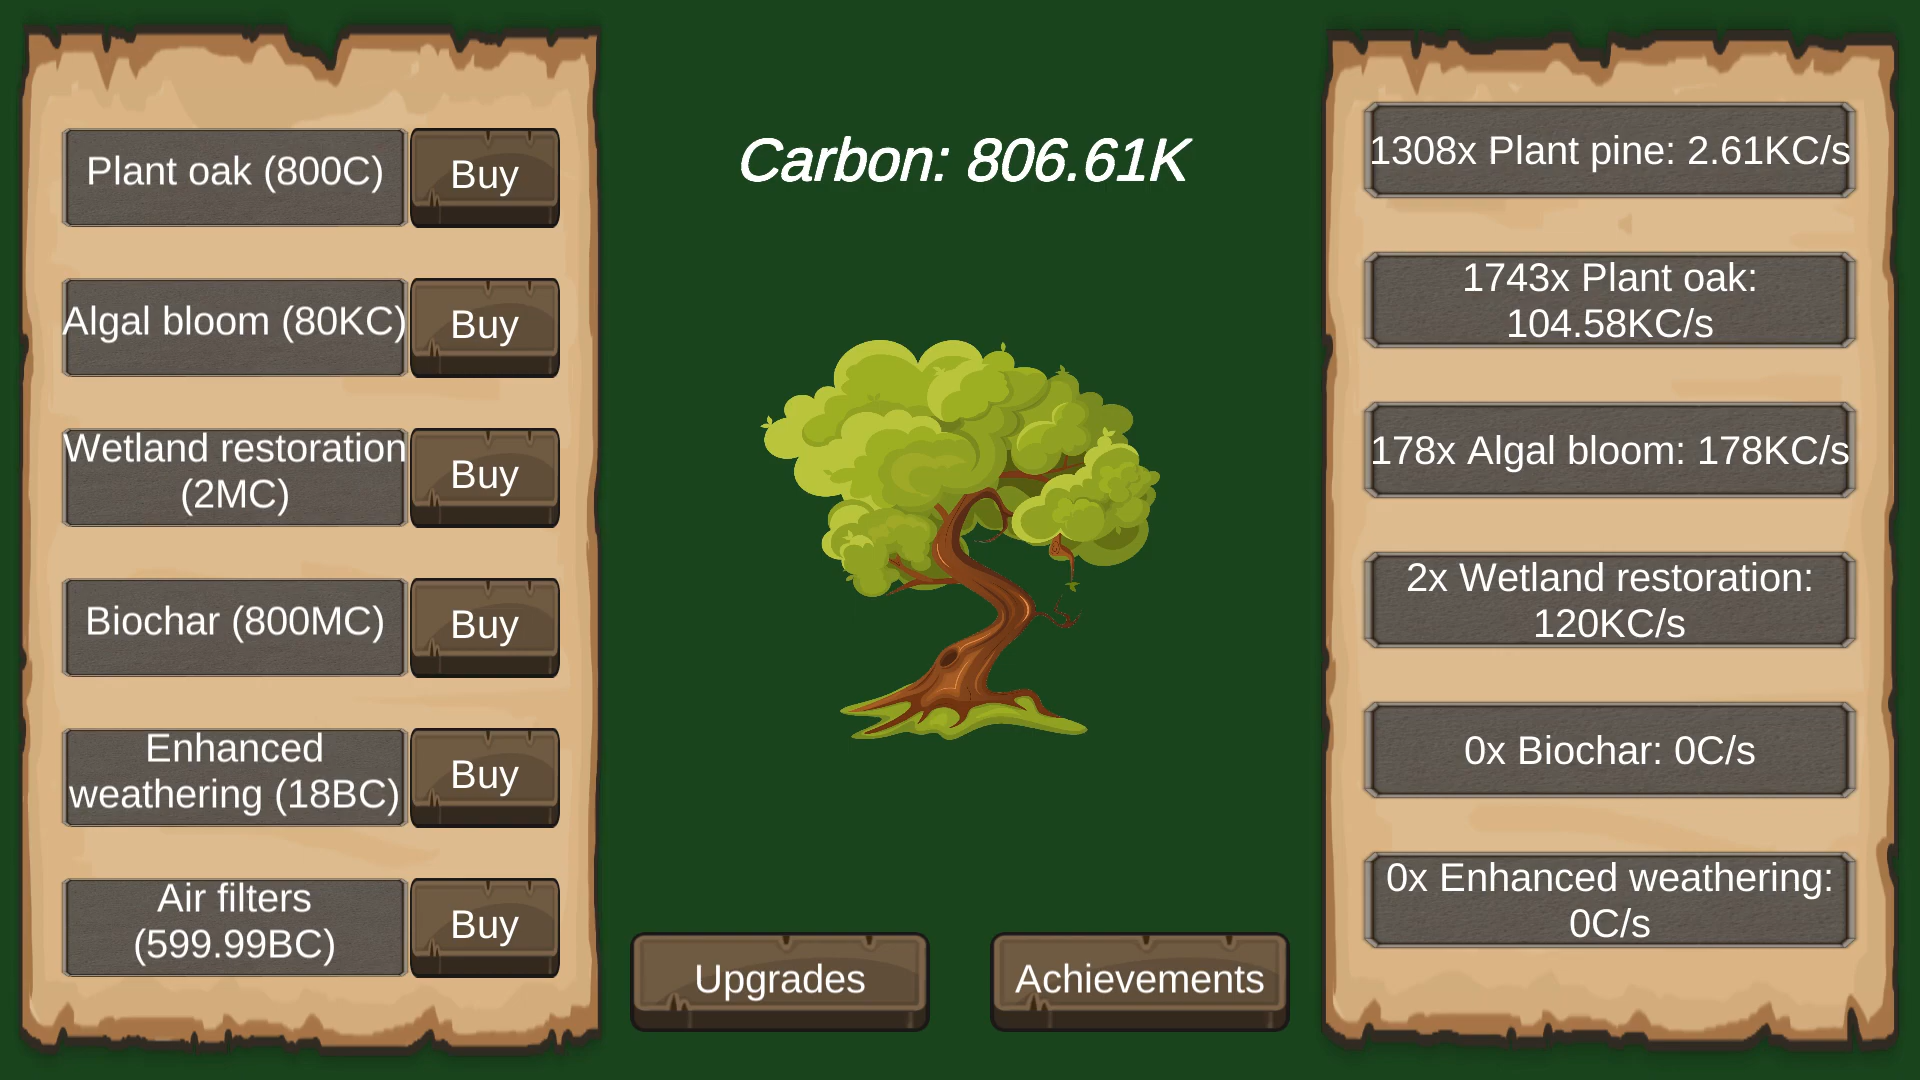 Plant oak (800C)
Buy
Algal bloom (80KC)
Buy
Wetland restoration
(2MC)
Buy
Biochar (800MC)
Buy
Enhanced
weathering (18BC)
Buy
Air filters
(599.99BC)
Buy
Carbon: 806.61K
Upgrades
Achievements
1308x Plant pine: 2.61KC/s
1743x Plant oak:
104.58KC/s
178x Algal bloom: 178KC/s
2x Wetland restoration:
120KC/s
0x Biochar: 0C/s
0x Enhanced weathering:
0C/s